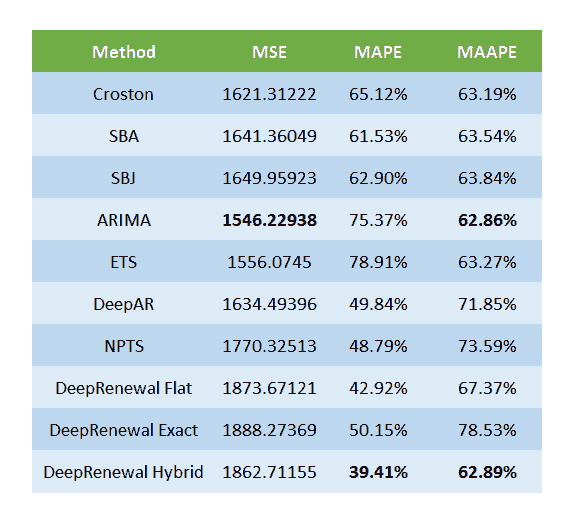 Method MSE MAPE MAAPE
Croston 1621.31222 65.12% 63.19%
SBA 1641.36049 61.53% 63.54%
SBJ 1649.95923 62.90% 63.84%
ARIMA 1546.22938 75.37% 62.86%
ETS 1556.0745 78.91% 63.27%
DeepAR 1634.49396 49.84% 71.85%
NPTS 1770.32513 48.79% 73.59%
DeepRenewal Flat 1873.67121 42.92% 67.37%
DeepRenewal Exact 1888.27369 50.15% 78.53%
DeepRenewal Hybrid 1862.71155 39.41% 62.89%